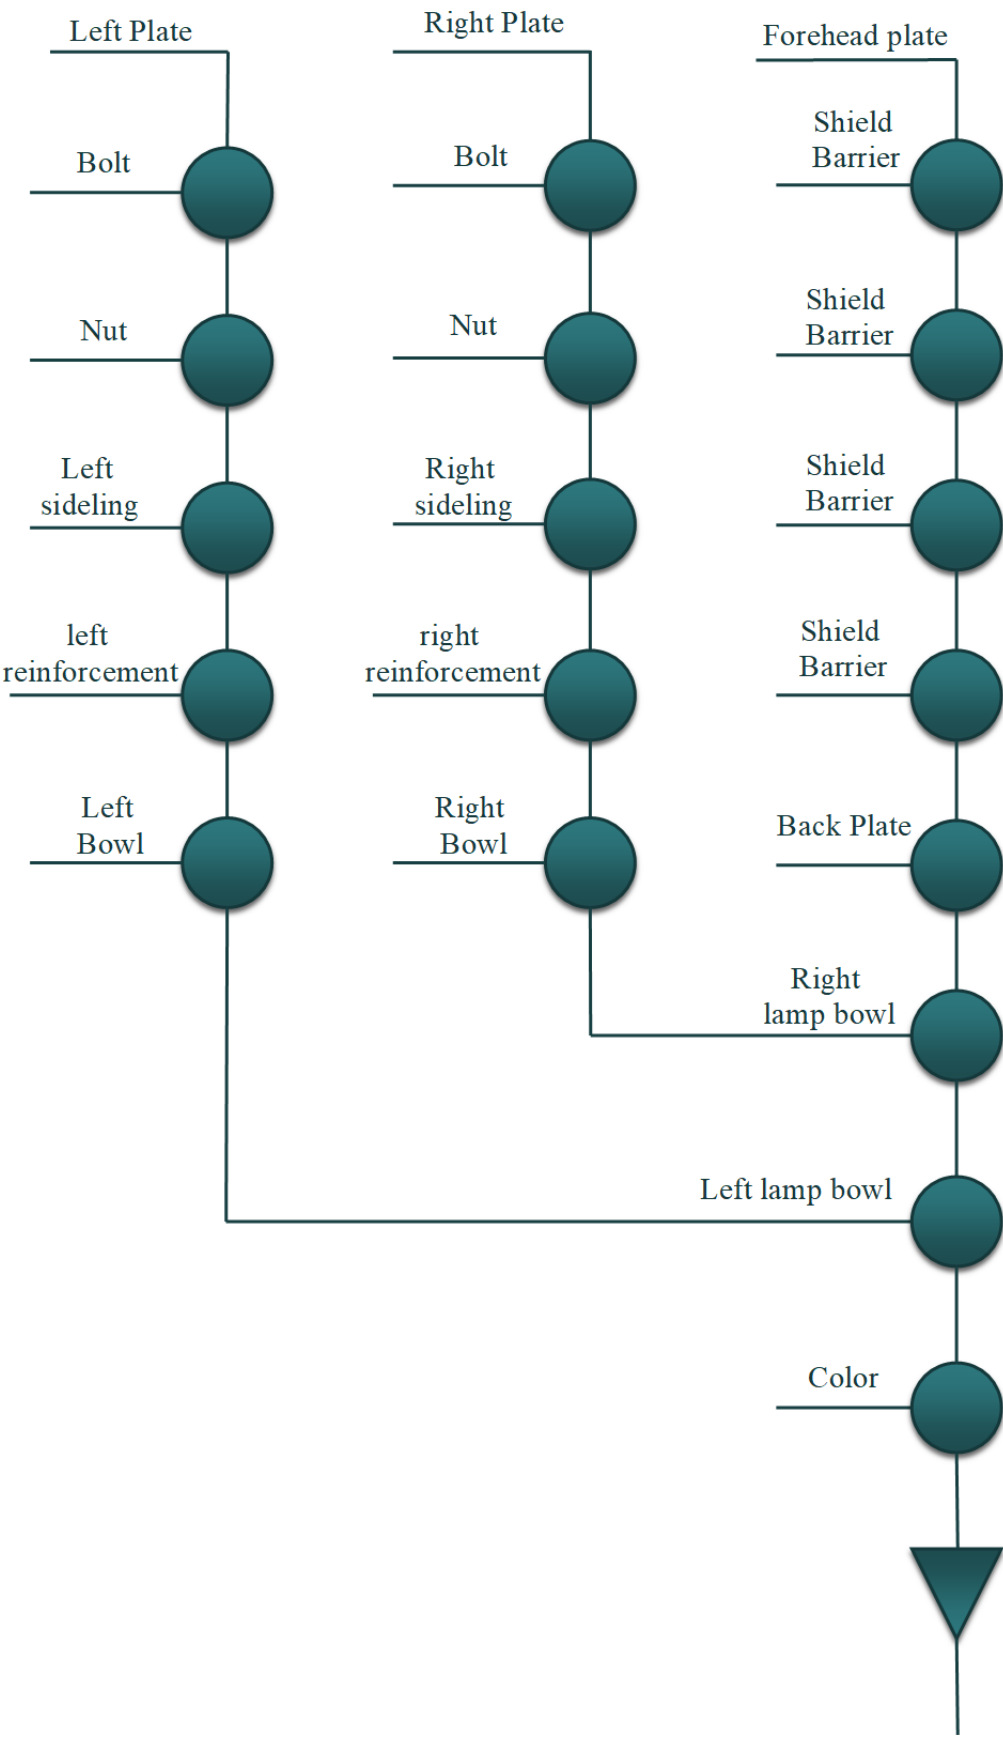 Left Plate
Bolt
Nut
Left
sideling
left
reinforcement
Left
Bowl
Right Plate
Bolt
Nut
Right
sideling
right
reinforcement
Right
Bowl
Forehead plate
Shield
Barrier
Shield
Barrier
Shield
Barrier
Shield
Barrier
Back Plate
Right
lamp bowl
Left lamp bowl
Color